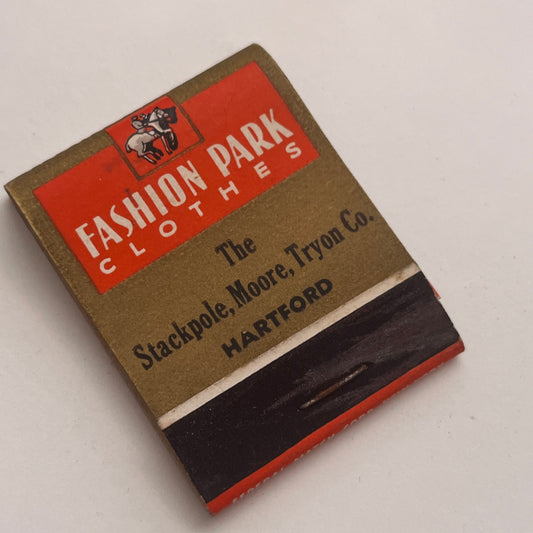 FASHION PARK
CLOTHES
The
Stackpole, Moore, Tryon Co.
HARTFORD